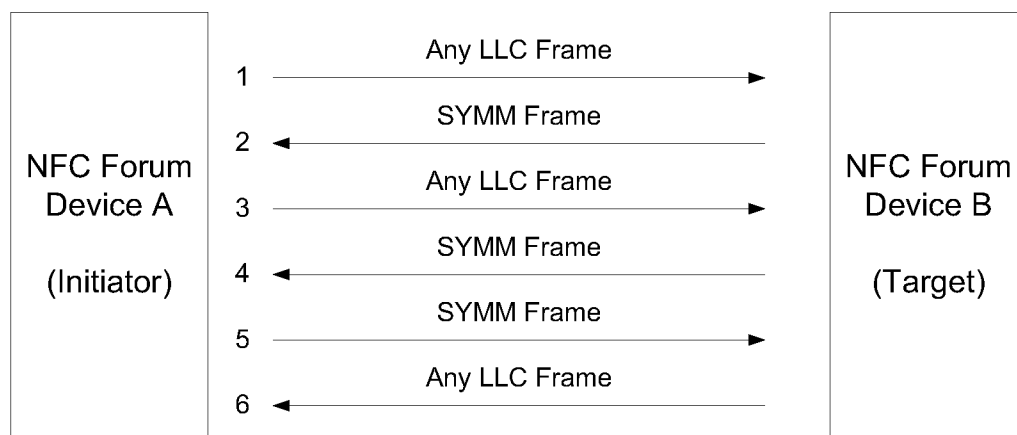 NFC Forum
Device A
(Initiator)
1
Any LLC Frame
2
SYMM Frame
3
Any LLC Frame
4
SYMM Frame
5
SYMM Frame
6
Any LLC Frame
NFC Forum
Device B
(Target)